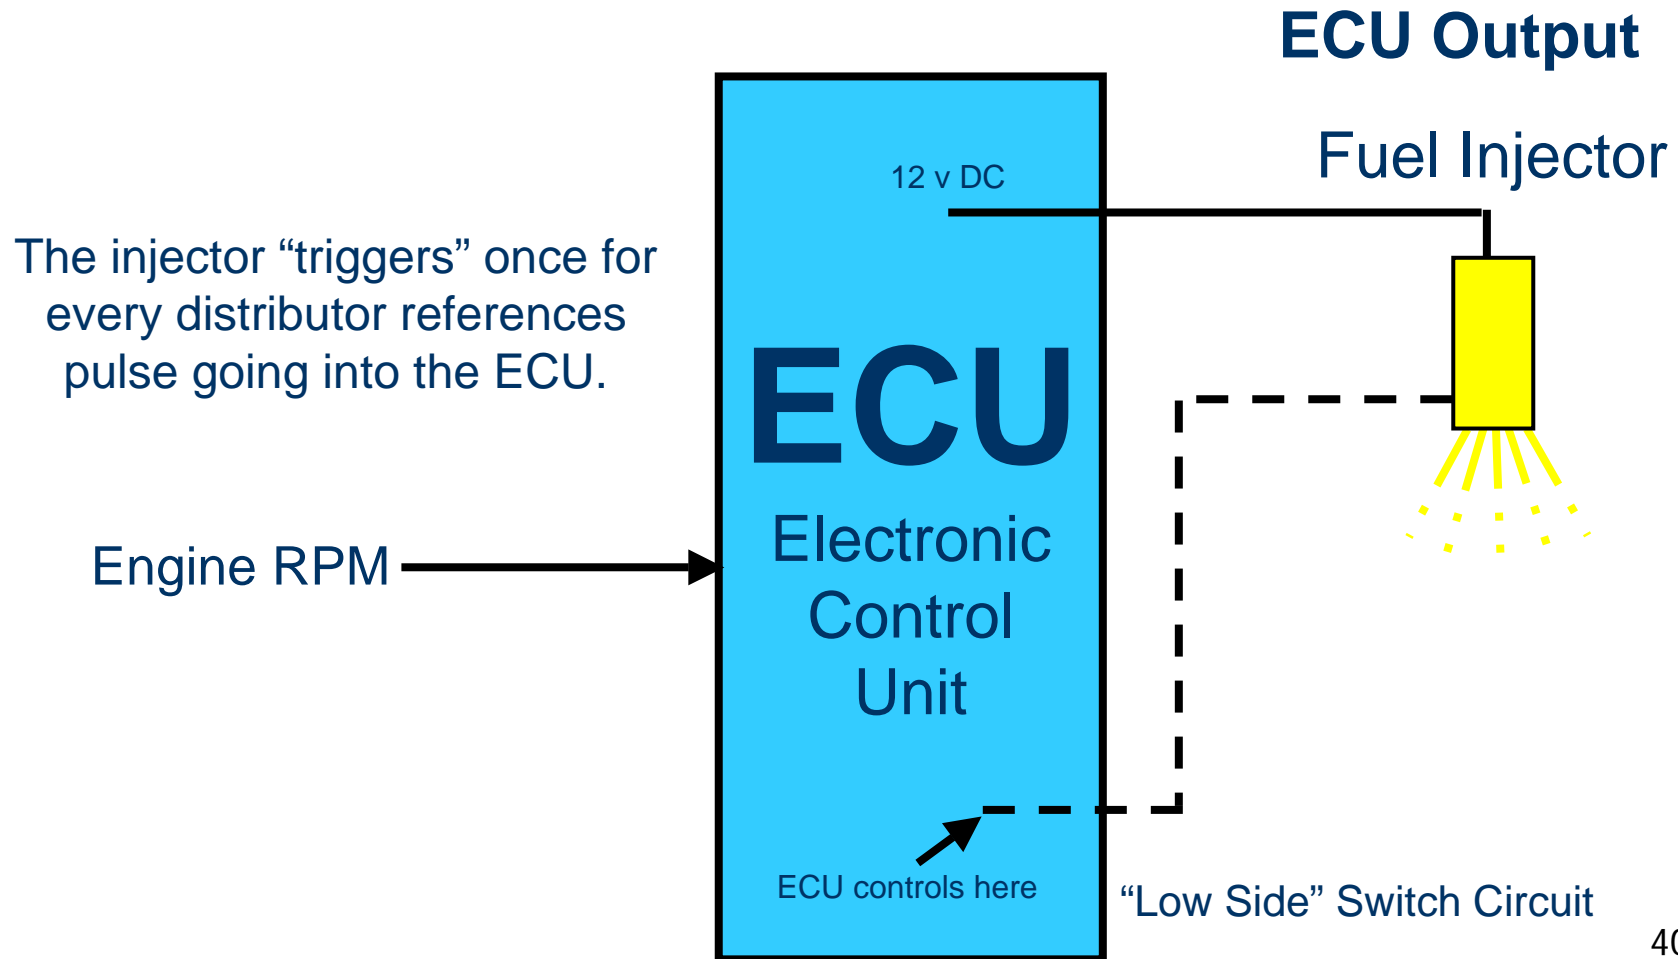 ECU Output
Fuel Injector
12 v DC
The injector “triggers” once for
every distributor references
pulse going into the ECU.
ECU
Electronic
Control
Unit
Engine RPM
ECU controls here
“Low Side” Switch Circuit
40